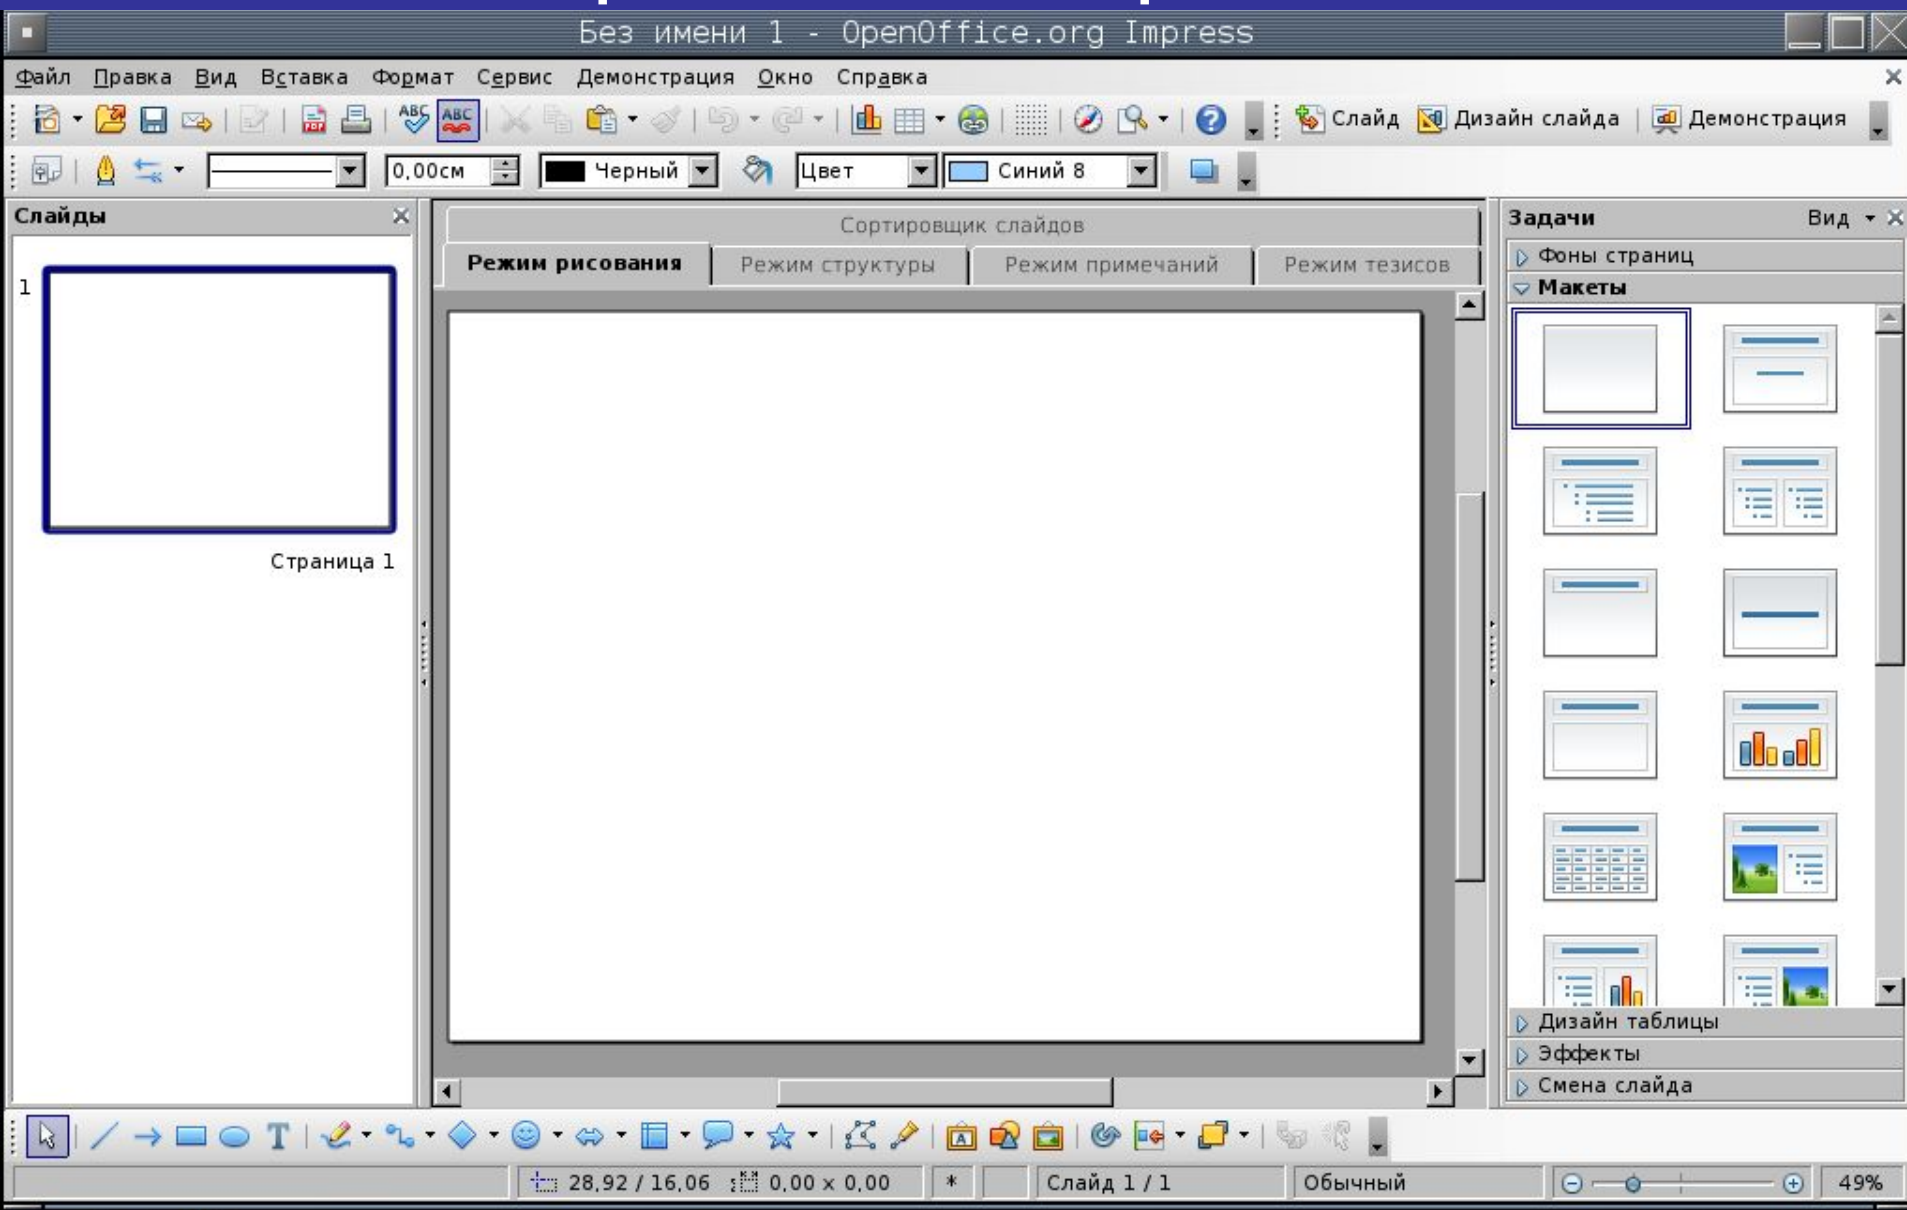 Без имени 1 - OpenOffice.org Impress
Файл Правка Вид Вставка Формат Сервис Демонстрация Окно Справка
ABC ABC Слайд Дизайн слайда Демонстрация
0,00см Черный Цвет Синий 8
Слайды
1
Страница 1
Сортировщик слайдов
Режим рисования Режим структуры Режим примечаний Режим тезисов
Задачи Вид
Фоны страниц
Макеты
Дизайн таблицы
Эффекты
Смена слайда
28,92 / 16,06 0,00 x 0,00 * Слайд 1 / 1 Обычный 49%